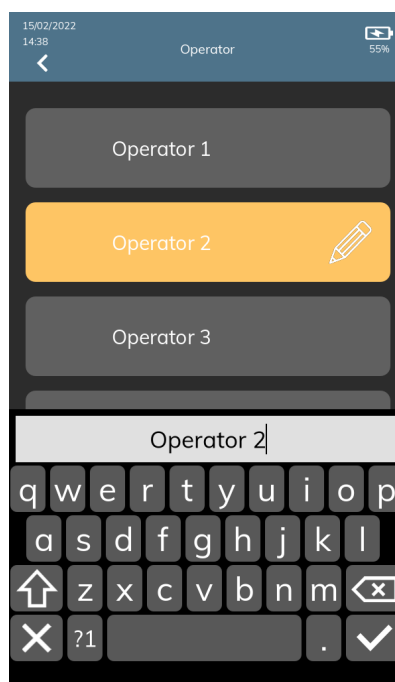 15/02/2022
14:38
Operator
55%
Operator 1
Operator 2
Operator 3
Operator 2
q w e r t y u i o p
a s d f g h j k l
z x c v b n m
?1 .